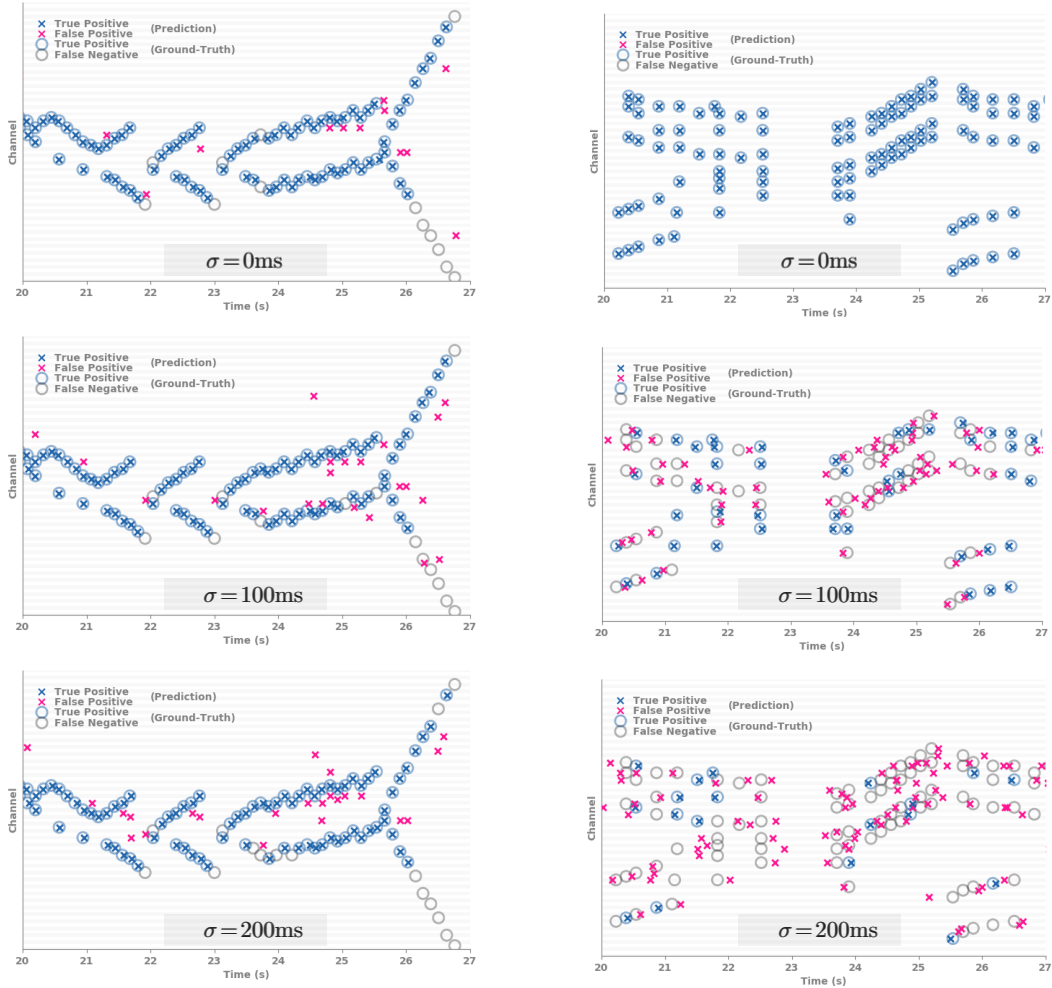 True Positive
False Positive
(Prediction)
True Positive
False Negative
(Ground-Truth)
Channel
σ = 0ms
20 21 22 23 24 25 26 27
Time (s)
True Positive
False Positive
(Prediction)
True Positive
False Negative
(Ground-Truth)
Channel
σ = 0ms
20 21 22 23 24 25 26 27
Time (s)
True Positive
False Positive
(Prediction)
True Positive
False Negative
(Ground-Truth)
Channel
σ = 100ms
20 21 22 23 24 25 26 27
Time (s)
True Positive
False Positive
(Prediction)
True Positive
False Negative
(Ground-Truth)
Channel
σ = 100ms
20 21 22 23 24 25 26 27
Time (s)
True Positive
False Positive
(Prediction)
True Positive
False Negative
(Ground-Truth)
Channel
σ = 200ms
20 21 22 23 24 25 26 27
Time (s)
True Positive
False Positive
(Prediction)
True Positive
False Negative
(Ground-Truth)
Channel
σ = 200ms
20 21 22 23 24 25 26 27
Time (s)